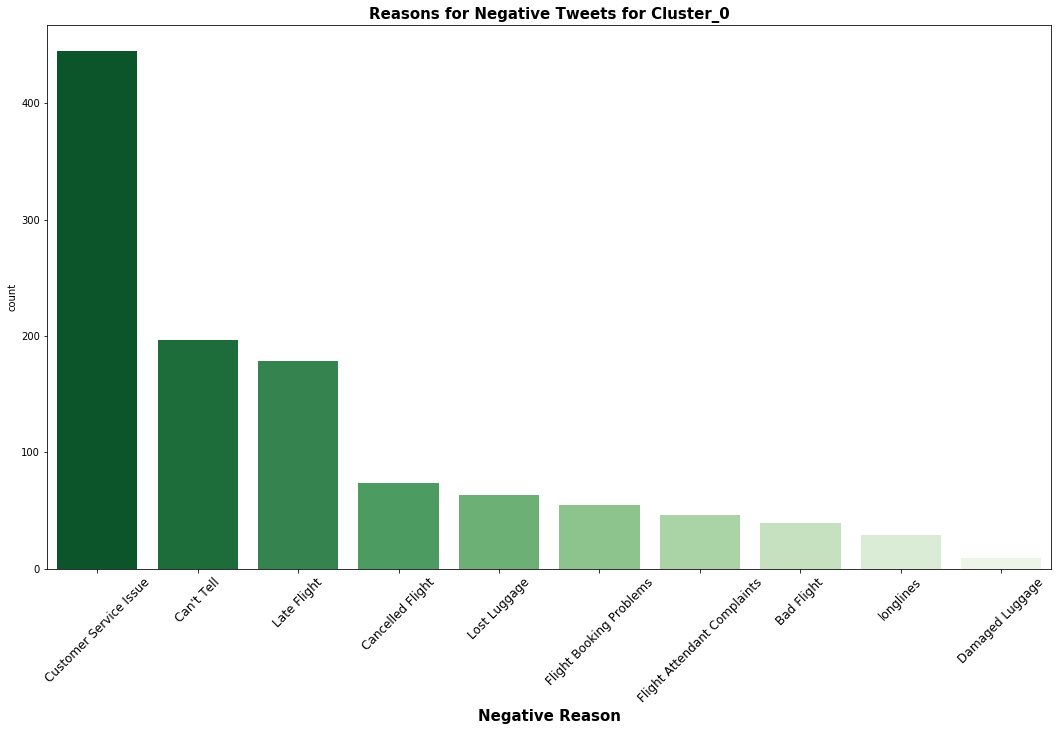 Reasons for Negative Tweets for Cluster_0
400
300
200
100
0
count
Customer Service Issue
Can't Tell
Late Flight
Cancelled Flight
Lost Luggage
Flight Booking Problems
Flight Attendant Complaints
Bad Flight
longlines
Damaged Luggage
Negative Reason